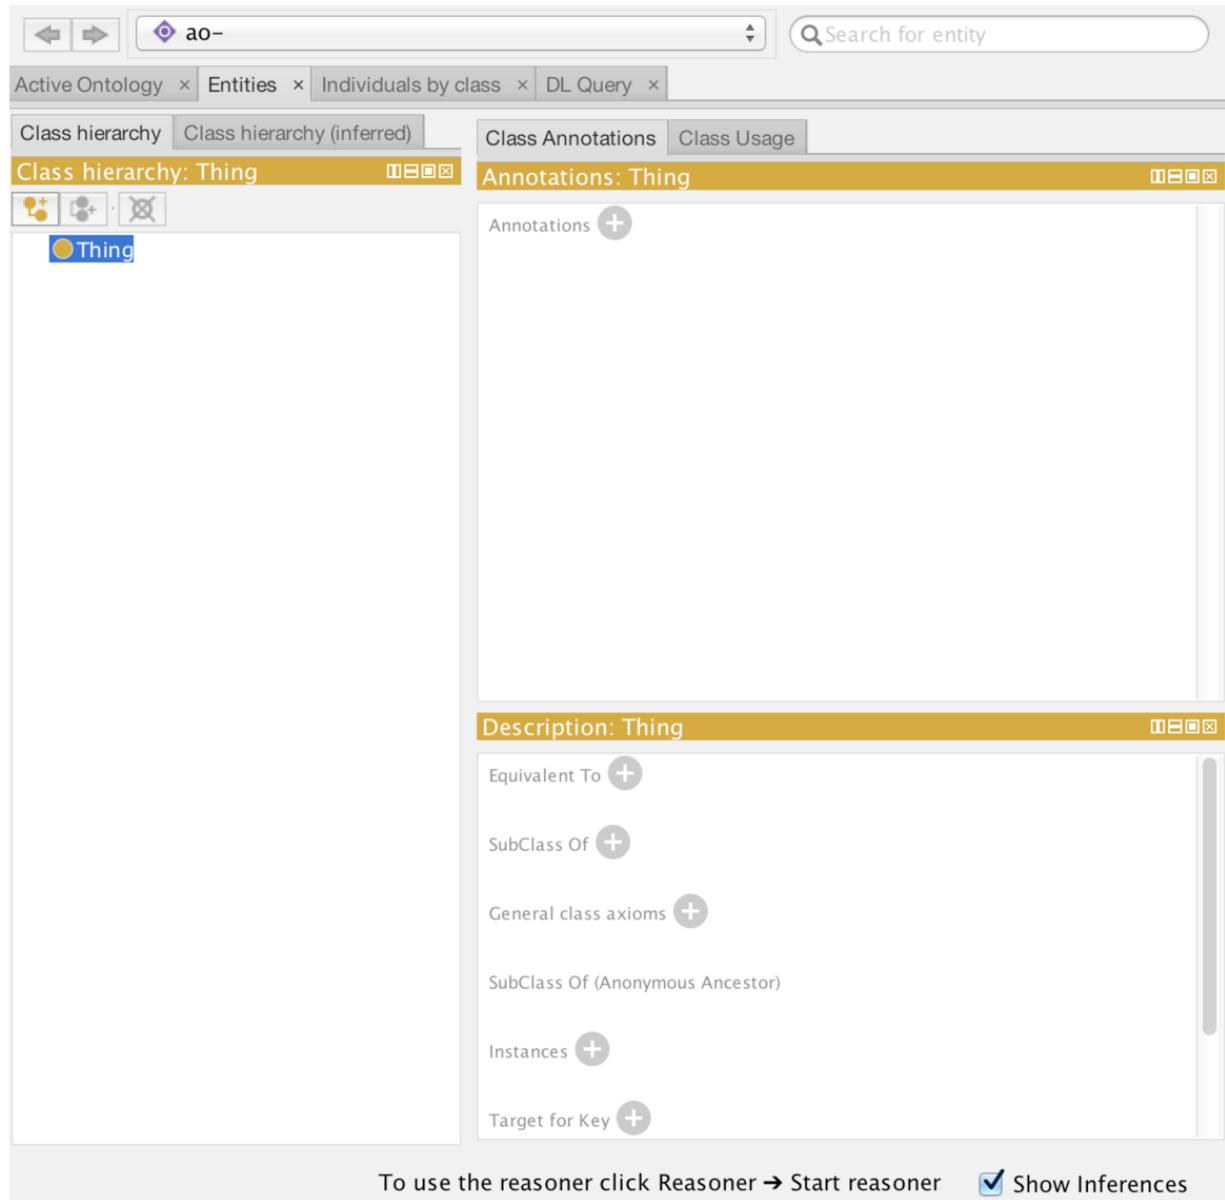 ao-
Search for entity
Active Ontology × Entities × Individuals by class × DL Query ×
Class hierarchy Class hierarchy (inferred)
Class hierarchy: Thing
Thing
Class Annotations Class Usage
Annotations: Thing
Annotations
Description: Thing
Equivalent To
SubClass Of
General class axioms
SubClass Of (Anonymous Ancestor)
Instances
Target for Key
To use the reasoner click Reasoner → Start reasoner Show Inferences